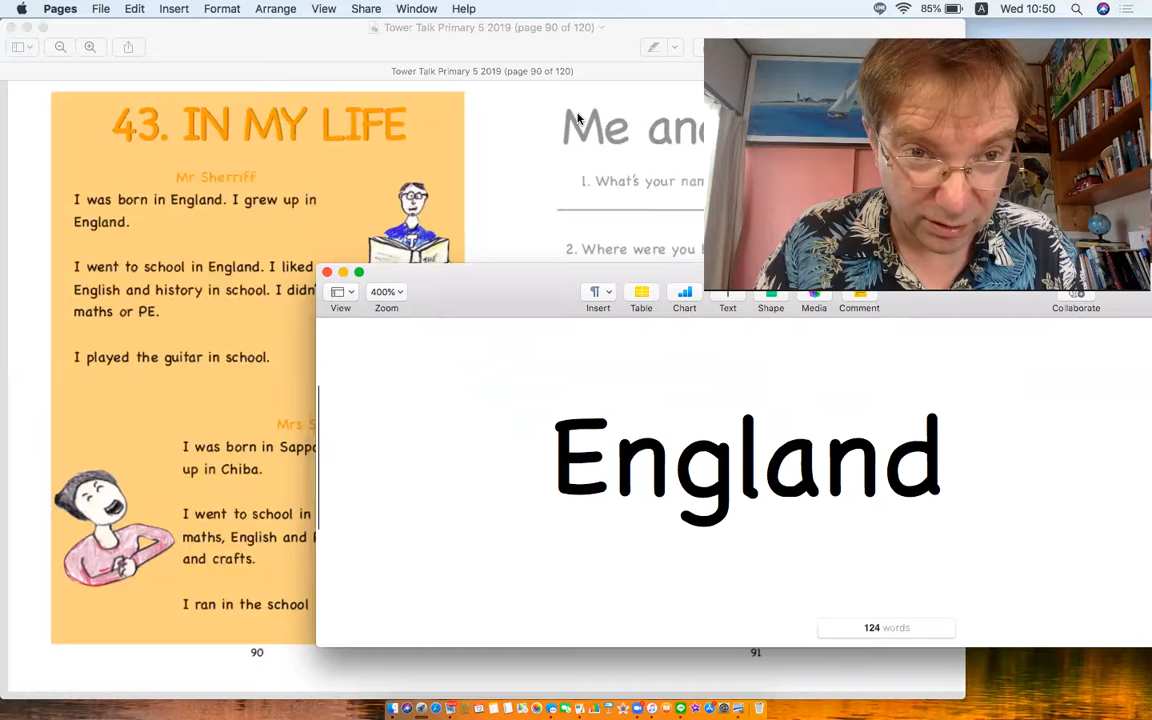 Pages File Edit Insert Format Arrange View Share Window Help
85% A Wed 10:50
Tower Talk Primary 5 2019 (page 90 of 120)
Tower Talk Primary 5 2019 (page 90 of 120)
43. IN MY LIFE
Mr Sherriff
I was born in England. I grew up in
England.
I went to school in England. I liked
English and history in school. I didn'
maths or PE.
I played the guitar in school.
Mrs S
I was born in Sappo
up in Chiba.
I went to school in
maths, English and
and crafts.
I ran in the school
90
Me and
1. What's your nam
2. Where were you b
91
400%
View Zoom Insert Table Chart Text Shape Media Comment Collaborate
England
124 words